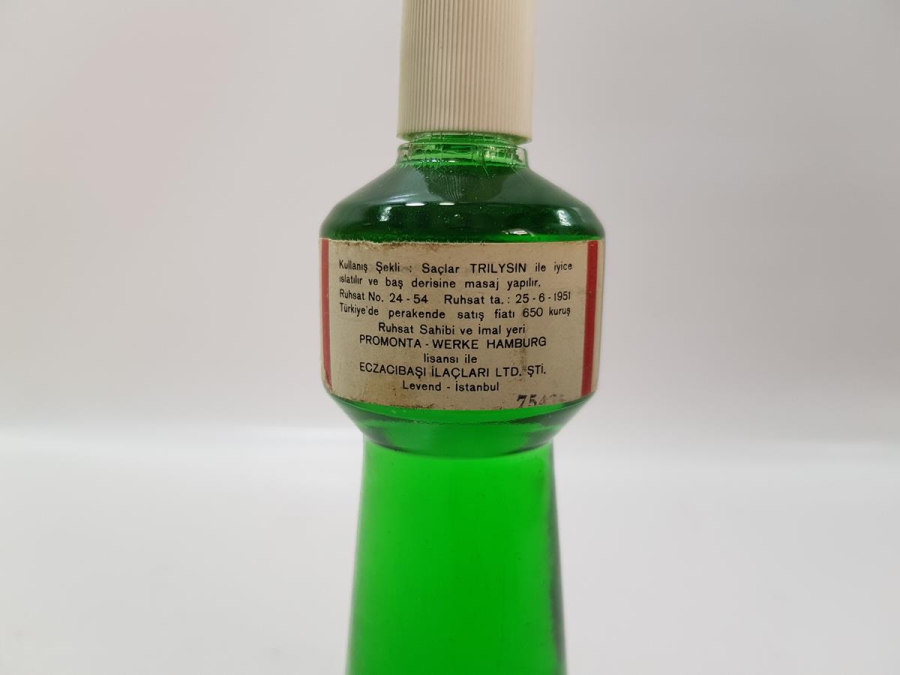 Kullanış Şekli : Saçlar TRILYSIN ile iyice
ıslatılır ve baş derisine masaj yapılır.
Ruhsat No. 24 - 54 Ruhsat ta.: 25 - 6 - 1951
Türkiye'de perakende satış fiatı 650 kuruş
Ruhsat Sahibi ve imal yeri
PROMONTA - WERKE HAMBURG
lisansı ile
ECZACIBAŞI İLAÇLARI LTD. ŞTİ.
Levend - İstanbul